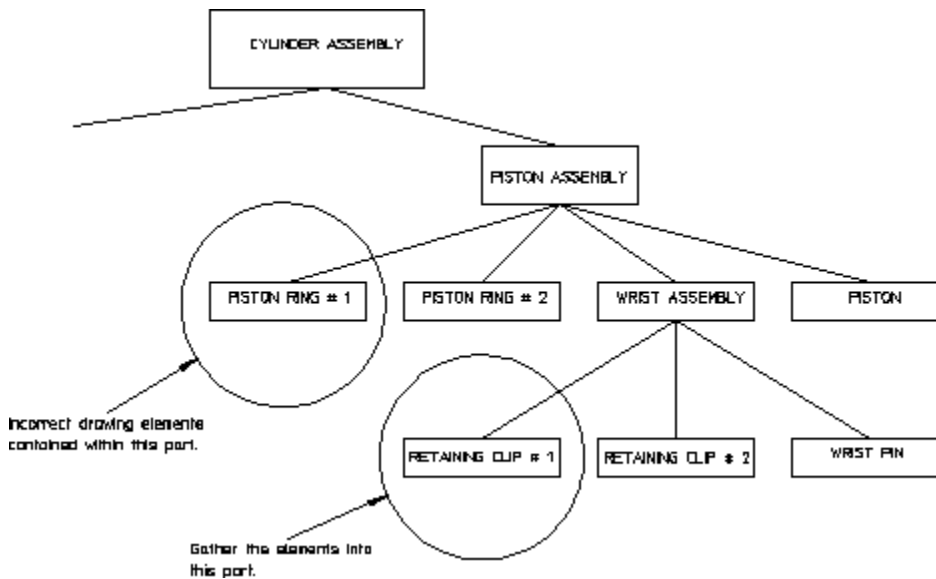 CYLINDER ASSEMBLY
PISTON ASSEMBLY
PISTON RING # 1
PISTON RING # 2
WRIST ASSEMBLY
PISTON
Incorrect drawing elements
contained within this part.
RETAINING CLIP # 1
RETAINING CLIP # 2
WRIST PIN
Gather the elements into
this part.